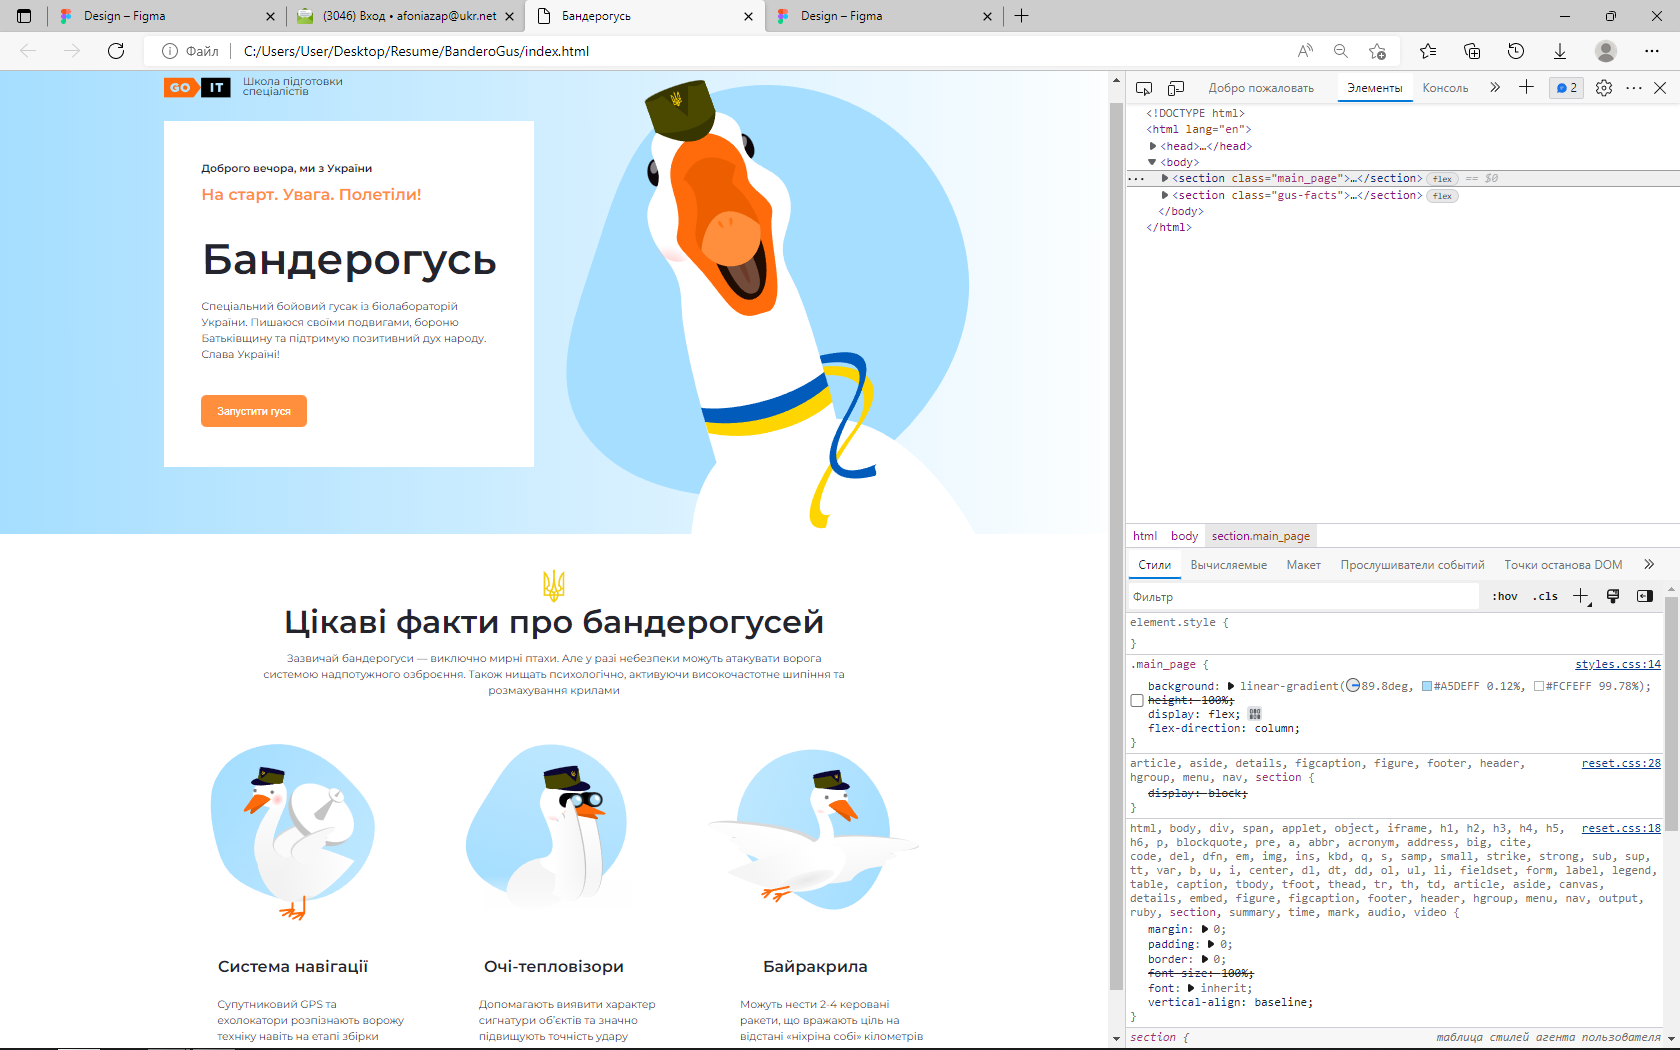 Design – Figma
(3046) Вход • afoniazap@ukr.net
Бандерогусь
Design – Figma
Файл
C:/Users/User/Desktop/Resume/BanderoGus/index.html
GO IT
Школа підготовки
спеціалістів
Доброго вечора, ми з України
На старт. Увага. Полетіли!
Бандерогусь
Спеціальний бойовий гусак із біолабораторій
України. Пишаюся своїми подвигами, бороню
Батьківщину та підтримую позитивний дух народу.
Слава Україні!
Запустити гуся
Цікаві факти про бандерогусей
Зазвичай бандерогуси — виключно мирні птахи. Але у разі небезпеки можуть атакувати ворога
системою надпотужного озброєння. Також нищать психологічно, активуючи високочастотне шипіння та
розмахування крилами
Система навігації
Супутниковий GPS та
ехолокатори розпізнають ворожу
техніку навіть на етапі збірки
Очі-тепловізори
Допомагають виявити характер
сигнатури об’єктів та значно
підвищують точність удару
Байракрила
Можуть нести 2-4 керовані
ракети, що вражають ціль на
відстані «ніхріна собі» кілометрів
Добро пожаловать
Элементы
Консоль
2
<!DOCTYPE html>
<html lang="en">
<head>…</head>
<body>
<section class="main_page">…</section> flex == $0
<section class="gus-facts">…</section> flex
</body>
</html>
html body section.main_page
Стили Вычисляемые Макет Прослушиватели событий Точки останова DOM
Фильтр :hov .cls
element.style {
}
.main_page { styles.css:14
background: linear-gradient(89.8deg, #A5DEFF 0.12%, #FCFEFF 99.78%);
height: 100%;
display: flex;
flex-direction: column;
}
article, aside, details, figcaption, figure, footer, header, reset.css:28
hgroup, menu, nav, section {
display: block;
}
html, body, div, span, applet, object, iframe, h1, h2, h3, h4, h5, reset.css:18
h6, p, blockquote, pre, a, abbr, acronym, address, big, cite,
code, del, dfn, em, img, ins, kbd, q, s, samp, small, strike, strong, sub, sup,
tt, var, b, u, i, center, dl, dt, dd, ol, ul, li, fieldset, form, label, legend,
table, caption, tbody, tfoot, thead, tr, th, td, article, aside, canvas,
details, embed, figure, figcaption, footer, header, hgroup, menu, nav, output,
ruby, section, summary, time, mark, audio, video {
margin: 0;
padding: 0;
border: 0;
font-size: 100%;
font: inherit;
vertical-align: baseline;
}
section { таблица стилей агента пользователя